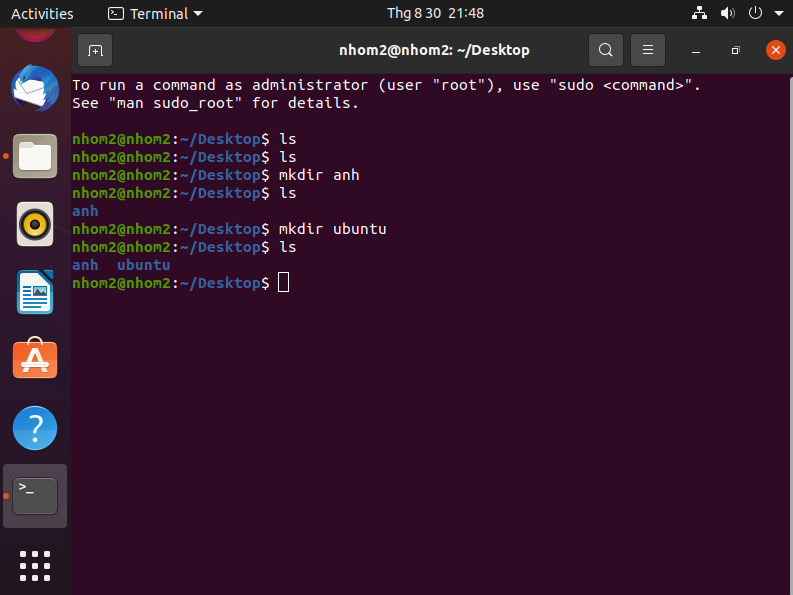 Activities Terminal Thg 8 30 21:48
nhom2@nhom2: ~/Desktop
To run a command as administrator (user "root"), use "sudo <command>".
See "man sudo_root" for details.
nhom2@nhom2:~/Desktop$ ls
nhom2@nhom2:~/Desktop$ ls
nhom2@nhom2:~/Desktop$ mkdir anh
nhom2@nhom2:~/Desktop$ ls
anh
nhom2@nhom2:~/Desktop$ mkdir ubuntu
nhom2@nhom2:~/Desktop$ ls
anh  ubuntu
nhom2@nhom2:~/Desktop$